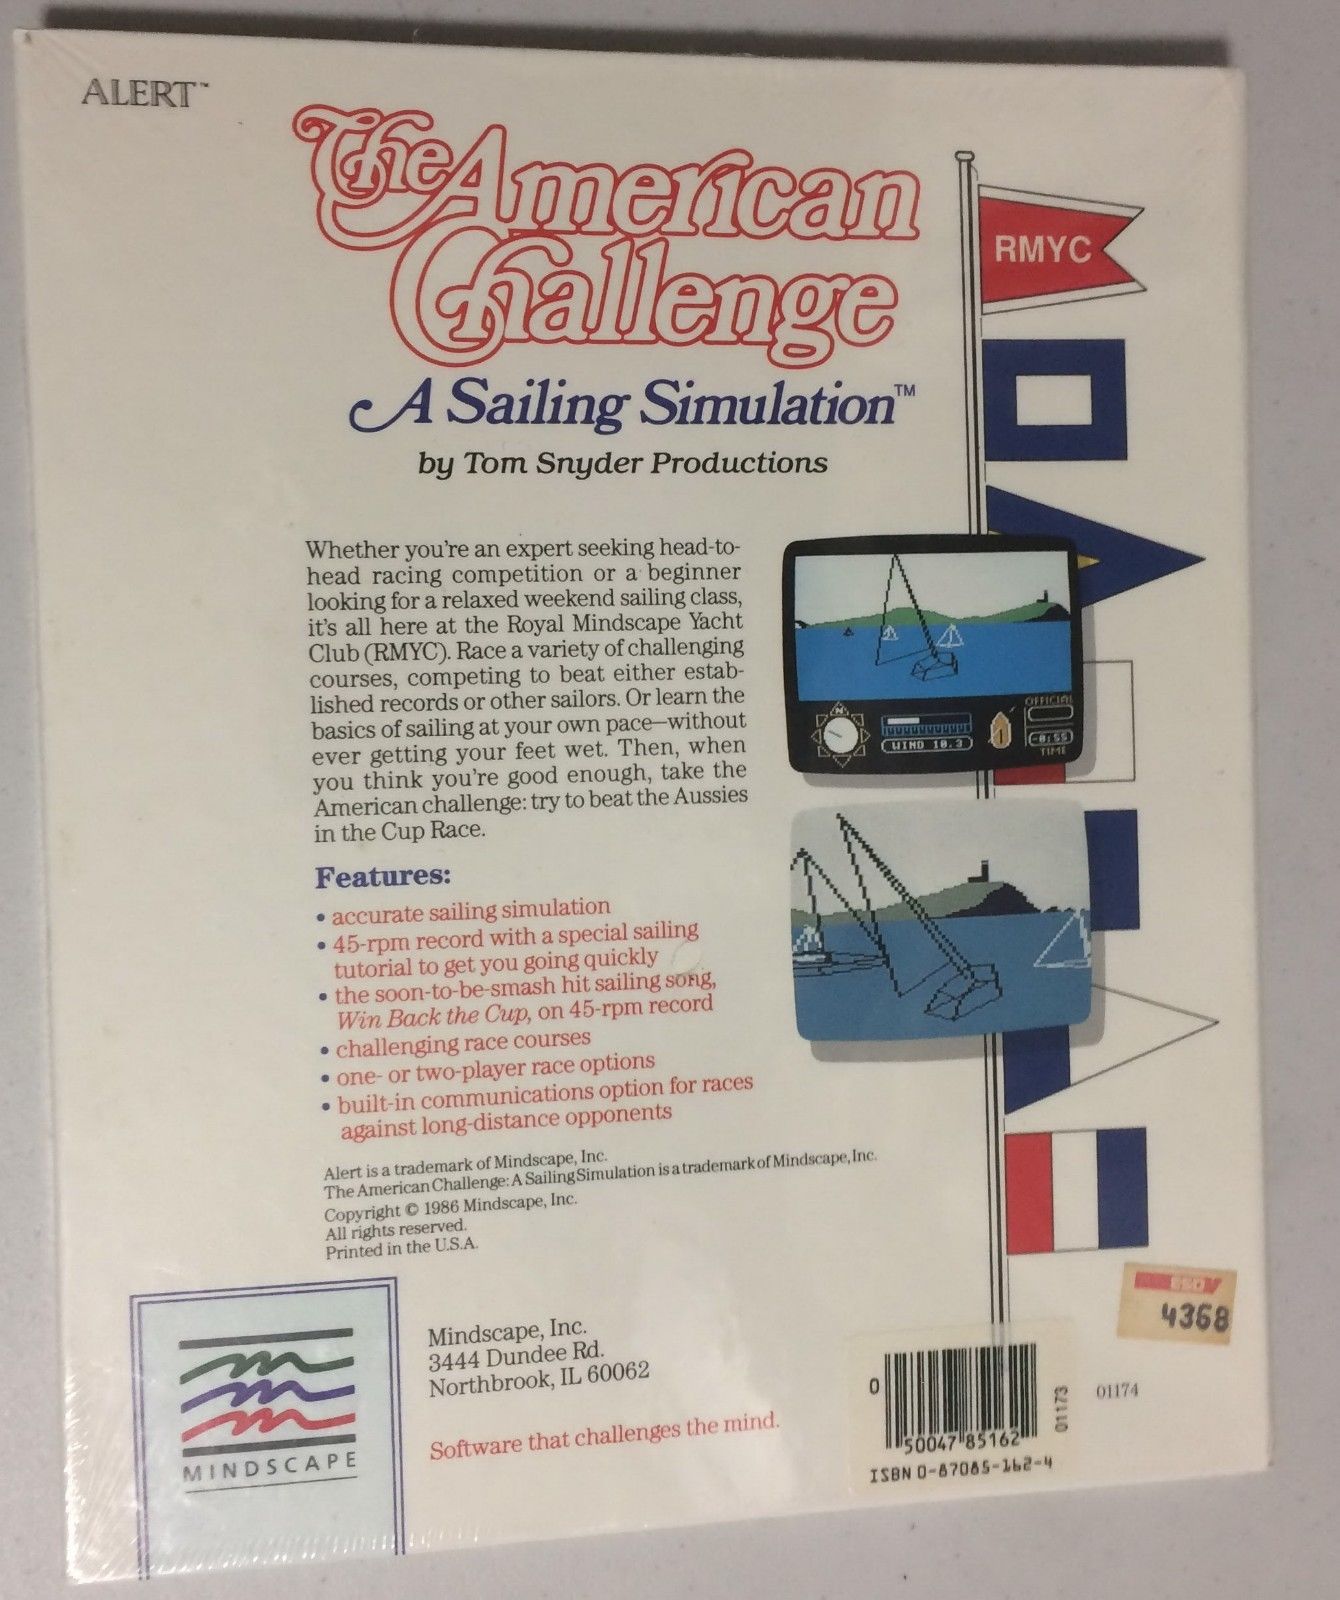 ALERT™
The American
Challenge
A Sailing Simulation™
by Tom Snyder Productions
RMYC
Whether you're an expert seeking head-to-
head racing competition or a beginner
looking for a relaxed weekend sailing class,
it's all here at the Royal Mindscape Yacht
Club (RMYC). Race a variety of challenging
courses, competing to beat either estab-
lished records or other sailors. Or learn the
basics of sailing at your own pace—without
ever getting your feet wet. Then, when
you think you're good enough, take the
American challenge: try to beat the Aussies
in the Cup Race.
N
WIND 10.3
OFFICIAL
-0:55
TIME
Features:
• accurate sailing simulation
• 45-rpm record with a special sailing
tutorial to get you going quickly
• the soon-to-be-smash hit sailing song,
Win Back the Cup, on 45-rpm record
• challenging race courses
• one- or two-player race options
• built-in communications option for races
against long-distance opponents
Alert is a trademark of Mindscape, Inc.
The American Challenge: A Sailing Simulation is a trademark of Mindscape, Inc.
Copyright © 1986 Mindscape, Inc.
All rights reserved.
Printed in the U.S.A.
MINDSCAPE
Mindscape, Inc.
3444 Dundee Rd.
Northbrook, IL 60062
Software that challenges the mind.
4368
0
50047 85162
01173
01174
ISBN 0-87085-162-4